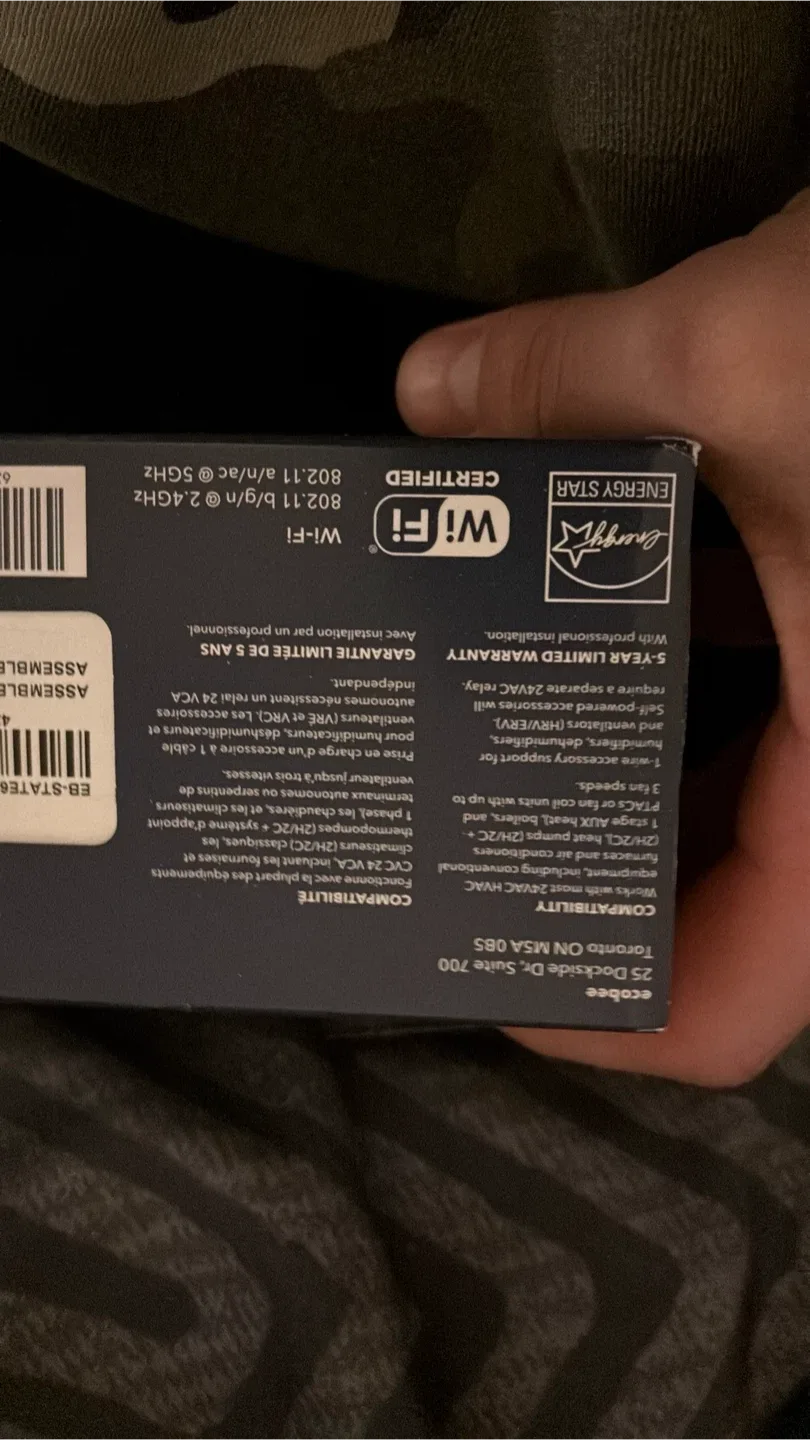 ecobee
25 Dockside Dr, Suite 700
Toronto ON M5A 0B5
COMPATIBILITY
Works with most 24VAC HVAC
equipment, including conventional
furnaces and air conditioners
(2H/2C), heat pumps (2H/2C +
1 stage AUX heat), boilers, and
PTACs or fan coil units with up to
3 fan speeds.
1-wire accessory support for
humidifiers, dehumidifiers,
and ventilators (HRV/ERV).
Self-powered accessories will
require a separate 24VAC relay.
5-YEAR LIMITED WARRANTY
With professional installation.
COMPATIBILITÉ
Fonctionne avec la plupart des équipements
CVC 24 VCA, incluant les fournaises et
climatiseurs (2H/2C) classiques, les
thermopompes (2H/2C + système d'appoint
1 phase), les chaudières, et les climatiseurs
terminaux autonomes ou serpentins de
ventilateur jusqu'à trois vitesses.
Prise en charge d'un accessoire à 1 câble
pour humidificateurs, déshumidificateurs et
ventilateurs (VRÉ et VRC). Les accessoires
autonomes nécessitent un relai 24 VCA
indépendant.
GARANTIE LIMITÉE DE 5 ANS
Avec installation par un professionnel.
EB-STATE6
4
ASSEMBLE
ASSEMBLE
energy
ENERGY STAR
Wi Fi ®
CERTIFIED
Wi-Fi
802.11 b/g/n @ 2.4GHz
802.11 a/n/ac @ 5GHz